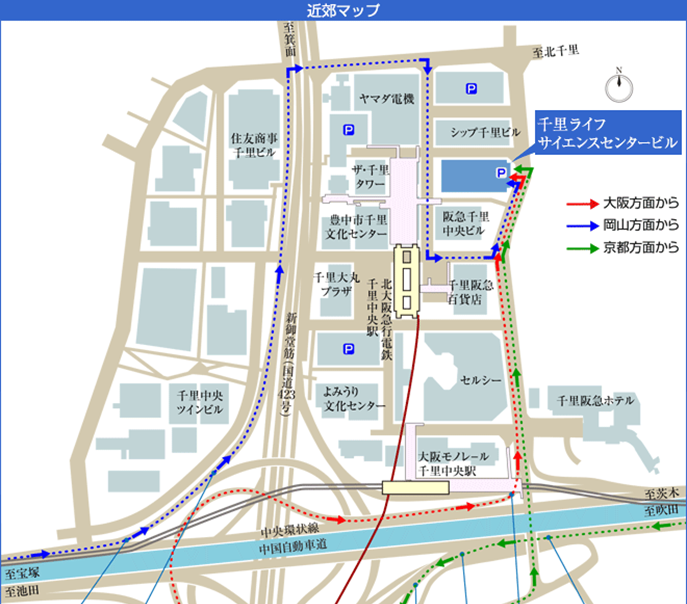 近郊マップ
至箕面
至北千里
N
ヤマダ電機
P
住友商事
千里ビル
P
シップ千里ビル
千里ライフ
サイエンスセンタービル
ザ・千里
タワー
P
大阪方面から
豊中市千里
文化センター
阪急千里
中央ビル
岡山方面から
京都方面から
千里大丸
プラザ
北大阪急行電鉄
千里中央駅
千里阪急
百貨店
新御堂筋(国道423号)
P
セルシー
千里中央
ツインビル
よみうり
文化センター
千里阪急ホテル
大阪モノレール
千里中央駅
至茨木
至吹田
中央環状線
中国自動車道
至宝塚
至池田